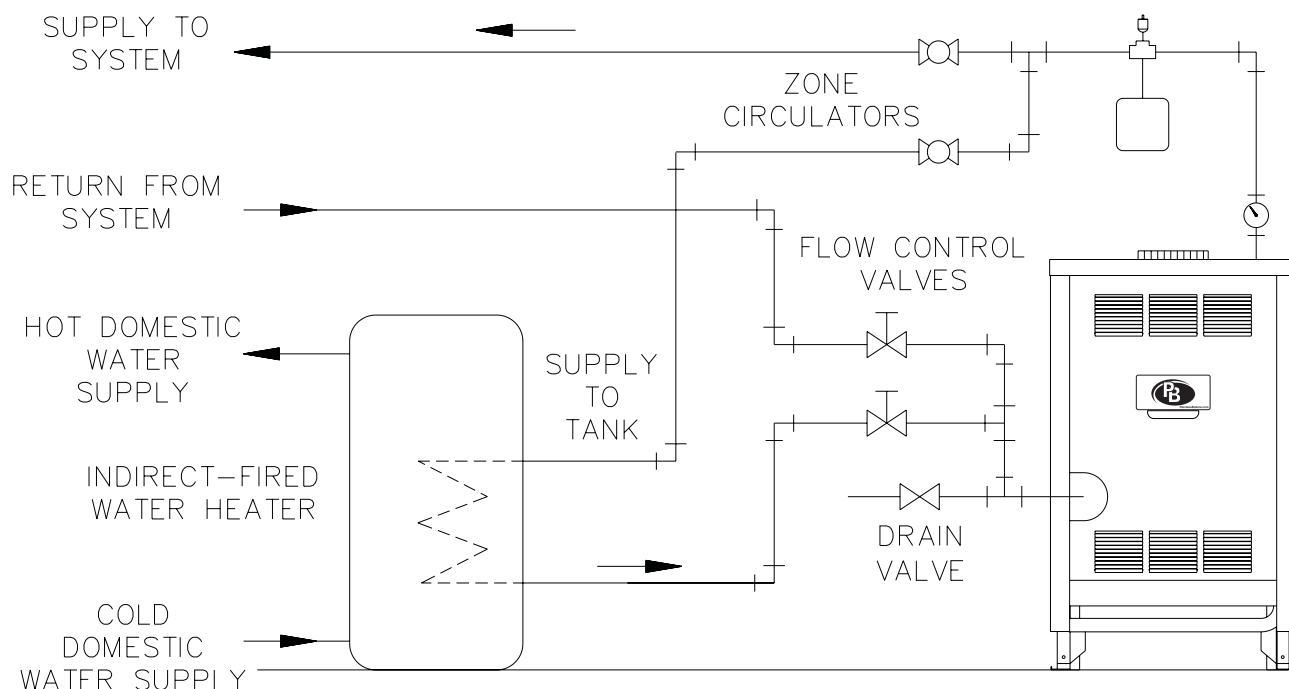 SUPPLY TO
SYSTEM
ZONE
CIRCULATORS
RETURN FROM
SYSTEM
FLOW CONTROL
VALVES
HOT DOMESTIC
WATER
SUPPLY
SUPPLY
TO
TANK
PB
INDIRECT-FIRED
WATER HEATER
DRAIN
VALVE
COLD
DOMESTIC
WATER SUPPLY